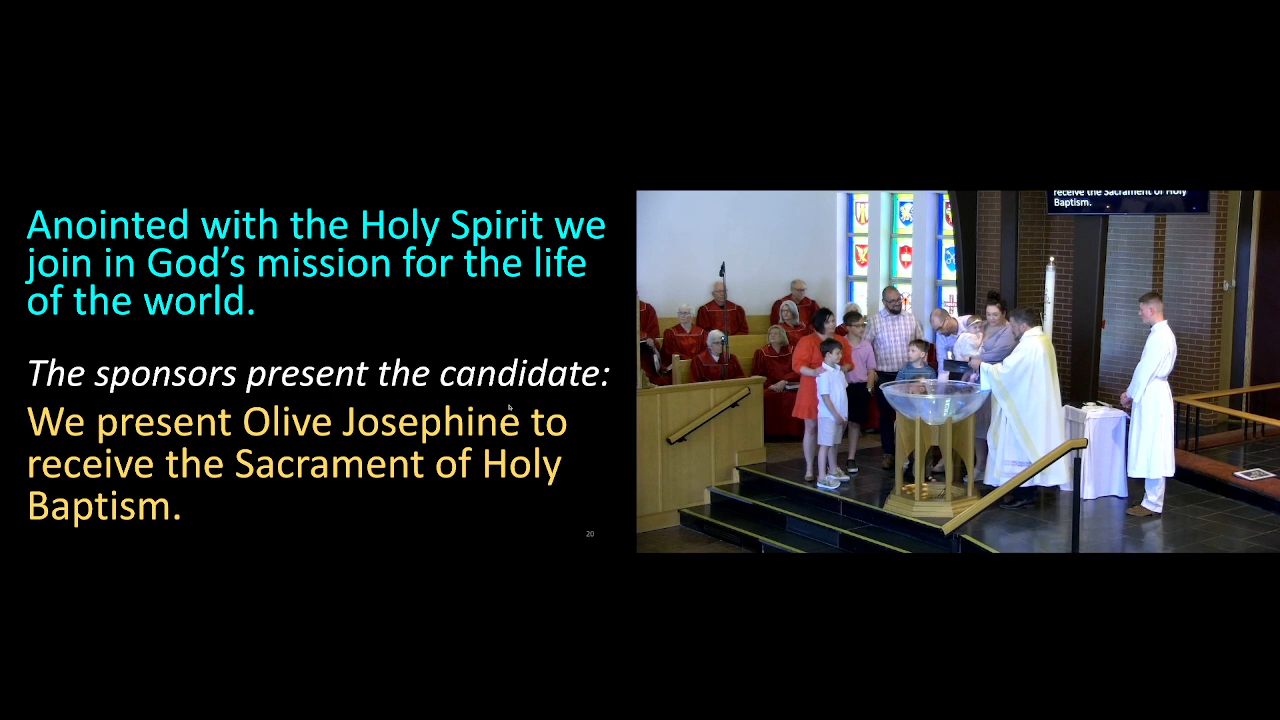 Anointed with the Holy Spirit we
join in God's mission for the life
of the world.
The sponsors present the candidate:
We present Olive Josephine to
receive the Sacrament of Holy
Baptism.
20
receive the Sacrament of Holy
Baptism.